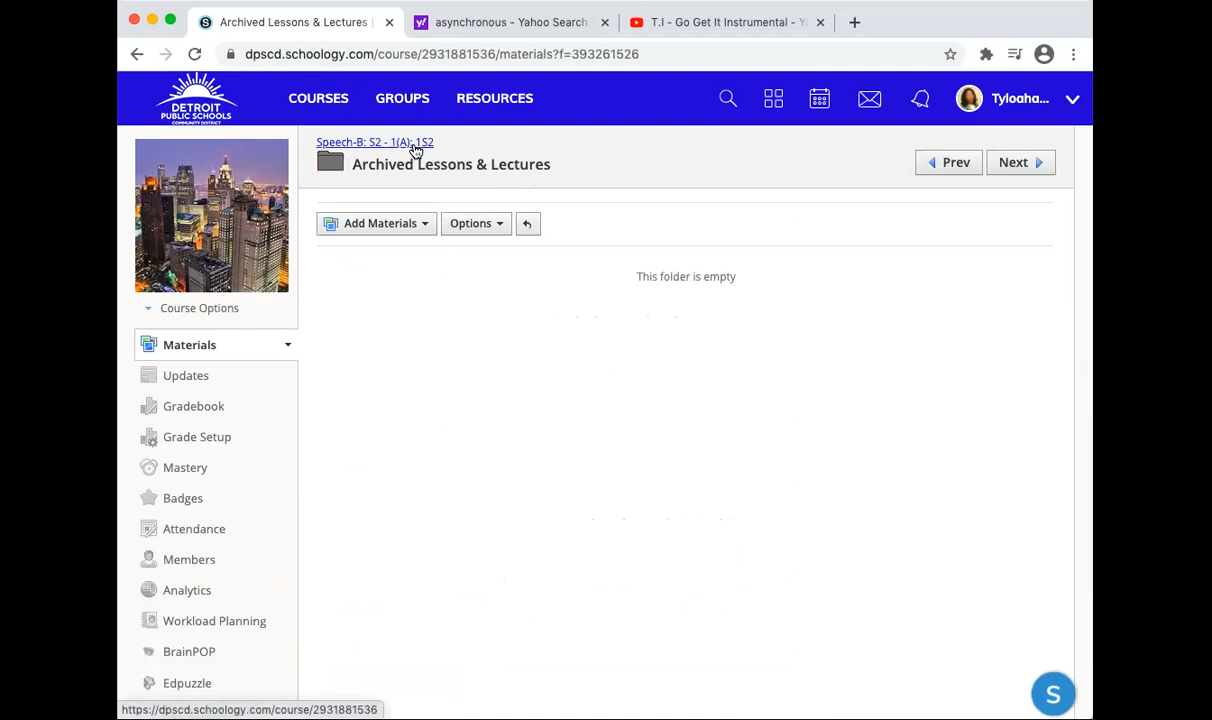 Archived Lessons & Lectures
asynchronous - Yahoo Search
T.I - Go Get It Instrumental - Y
dpscd.schoology.com/course/2931881536/materials?f=393261526
DETROIT
PUBLIC SCHOOLS
COMMUNITY DISTRICT
COURSES
GROUPS
RESOURCES
Tyloaha...
Speech-B: S2 - 1(A): 1S2
Archived Lessons & Lectures
Prev
Next
Add Materials
Options
This folder is empty
Course Options
Materials
Updates
Gradebook
Grade Setup
Mastery
Badges
Attendance
Members
Analytics
Workload Planning
BrainPOP
Edpuzzle
https://dpscd.schoology.com/course/2931881536
S